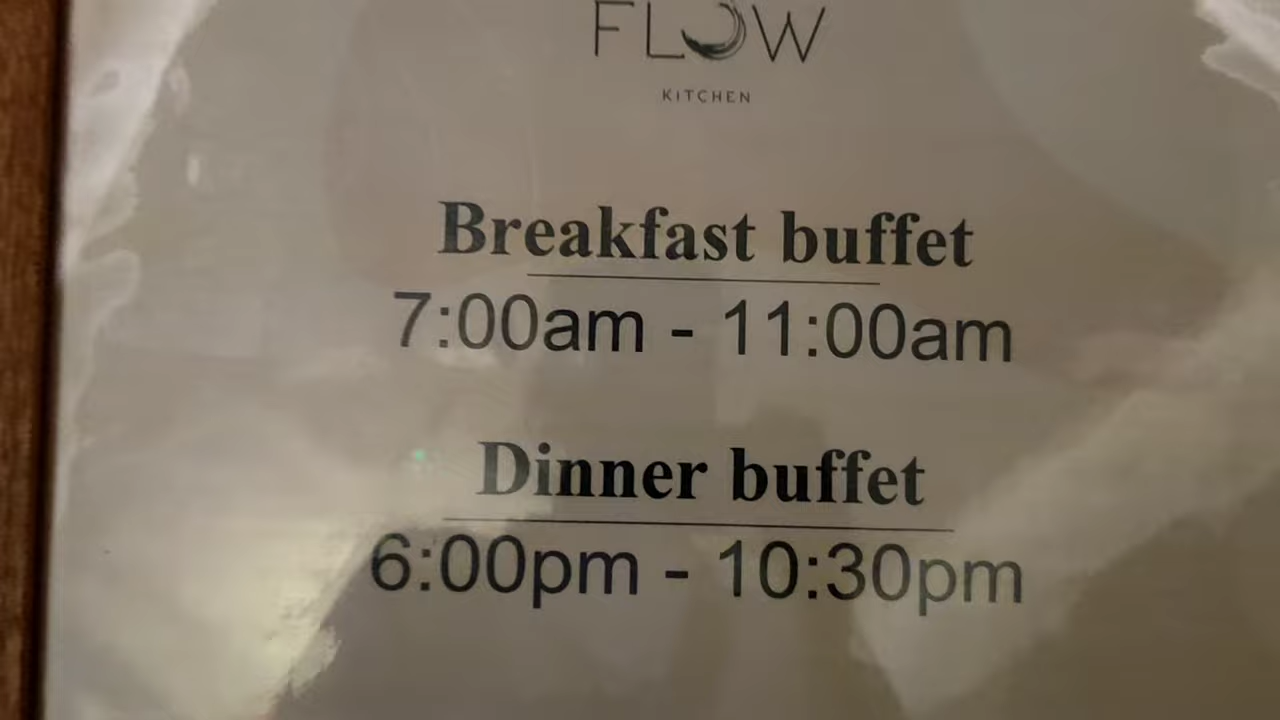 FLOW
KITCHEN
Breakfast buffet
7:00am - 11:00am
Dinner buffet
6:00pm - 10:30pm